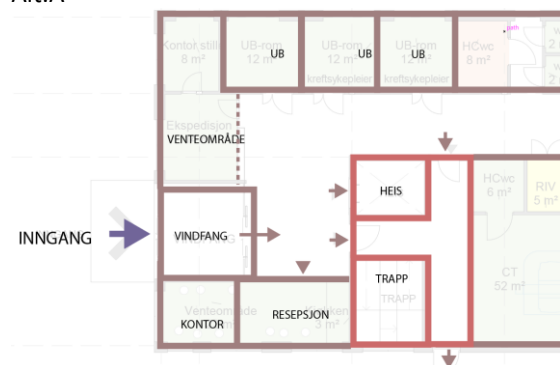 Kontor still
8 m²
UB-rom
12 m²
UB
UB-rom
12 m²
kreftsykepleier
UB
UB-rom
12 m²
kreftsykepleier
UB
HCwc
8 m²
Ekspedisjon
VENTEOMRÅDE
HEIS
HCwc
6 m²
RIV
5 m²
INNGANG
VINDFANG
TRAPP
TRAPP
CT
52 m²
Venteområde
KONTOR
RESEPSJON
3 m²